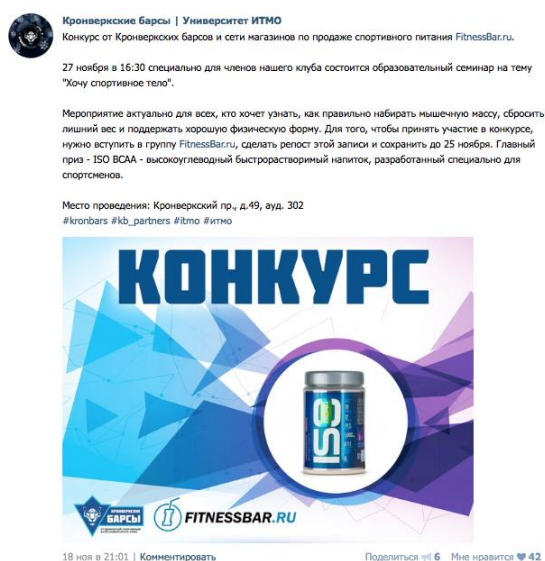 Кронверкские барсы | Университет ИТМО
Конкурс от Кронверкских барсов и сети магазинов по продаже спортивного питания FitnessBar.ru.
27 ноября в 16:30 специально для членов нашего клуба состоится образовательный семинар на тему
"Хочу спортивное тело".
Мероприятие актуально для всех, кто хочет узнать, как правильно набирать мышечную массу, сбросить
лишний вес и поддержать хорошую физическую форму. Для того, чтобы принять участие в конкурсе,
нужно вступить в группу FitnessBar.ru, сделать репост этой записи и сохранить до 25 ноября. Главный
приз - ISO BCAA - высокоуглеводный быстрорастворимый напиток, разработанный специально для
спортсменов.
Место проведения: Кронверкский пр., д.49, ауд. 302
#kronbars #kb_partners #itmo #итмо
КОНКУРС
ISO
КРОНВЕРКСКИЕ
БАРСЫ
FITNESSBAR.RU
18 ноя в 21:01 | Комментировать
Поделиться 6 Мне нравится 42